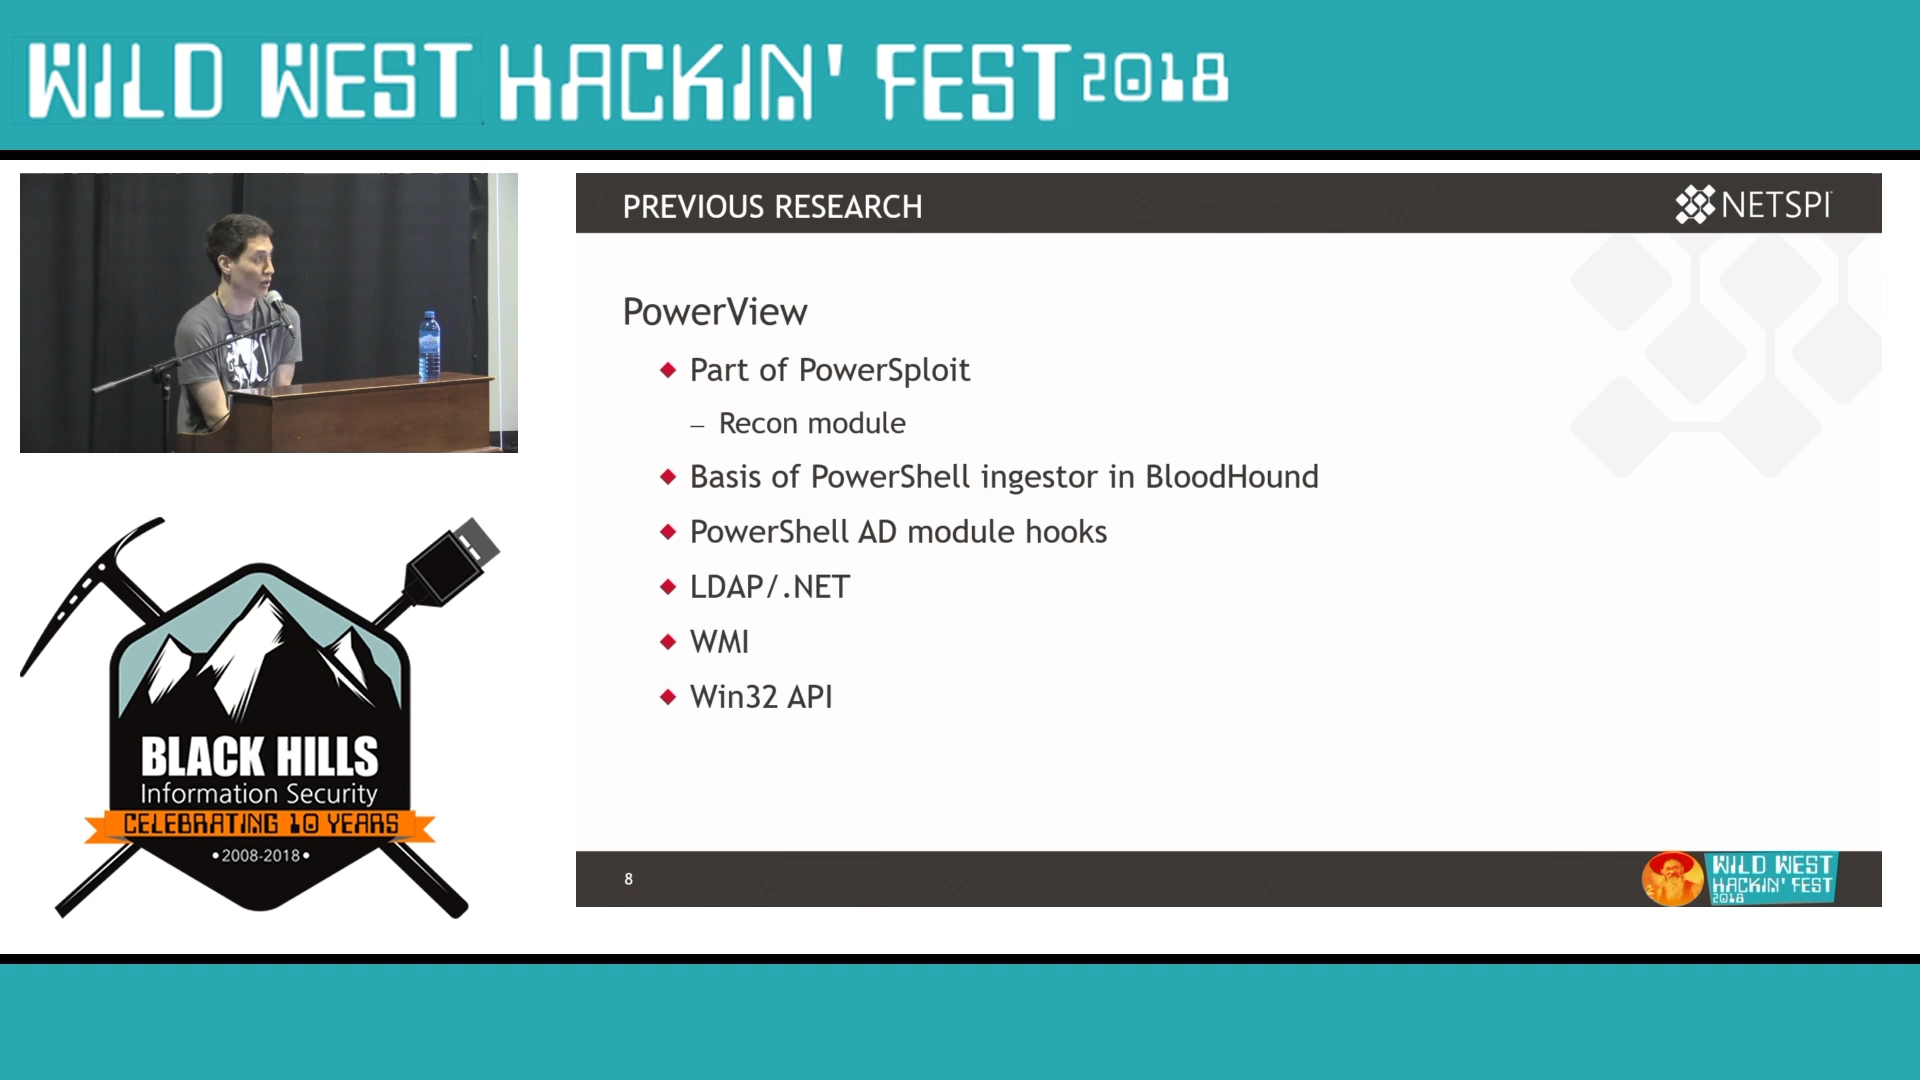 WILD WEST HACKIN' FEST 2018
PREVIOUS RESEARCH
NETSPI
PowerView
Part of PowerSploit
– Recon module
Basis of PowerShell ingestor in BloodHound
PowerShell AD module hooks
LDAP/.NET
WMI
Win32 API
8
WILD WEST
HACKIN' FEST
2018
BLACK HILLS
Information Security
CELEBRATING 10 YEARS
•2008-2018•